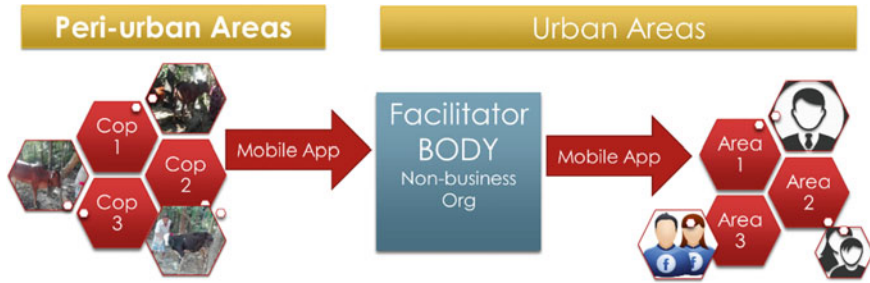 Peri-urban Areas
Urban Areas
Cop
1
Cop
2
Cop
3
Mobile App
Facilitator
BODY
Non-business
Org
Mobile App
Area
1
Area
2
Area
3
f
f